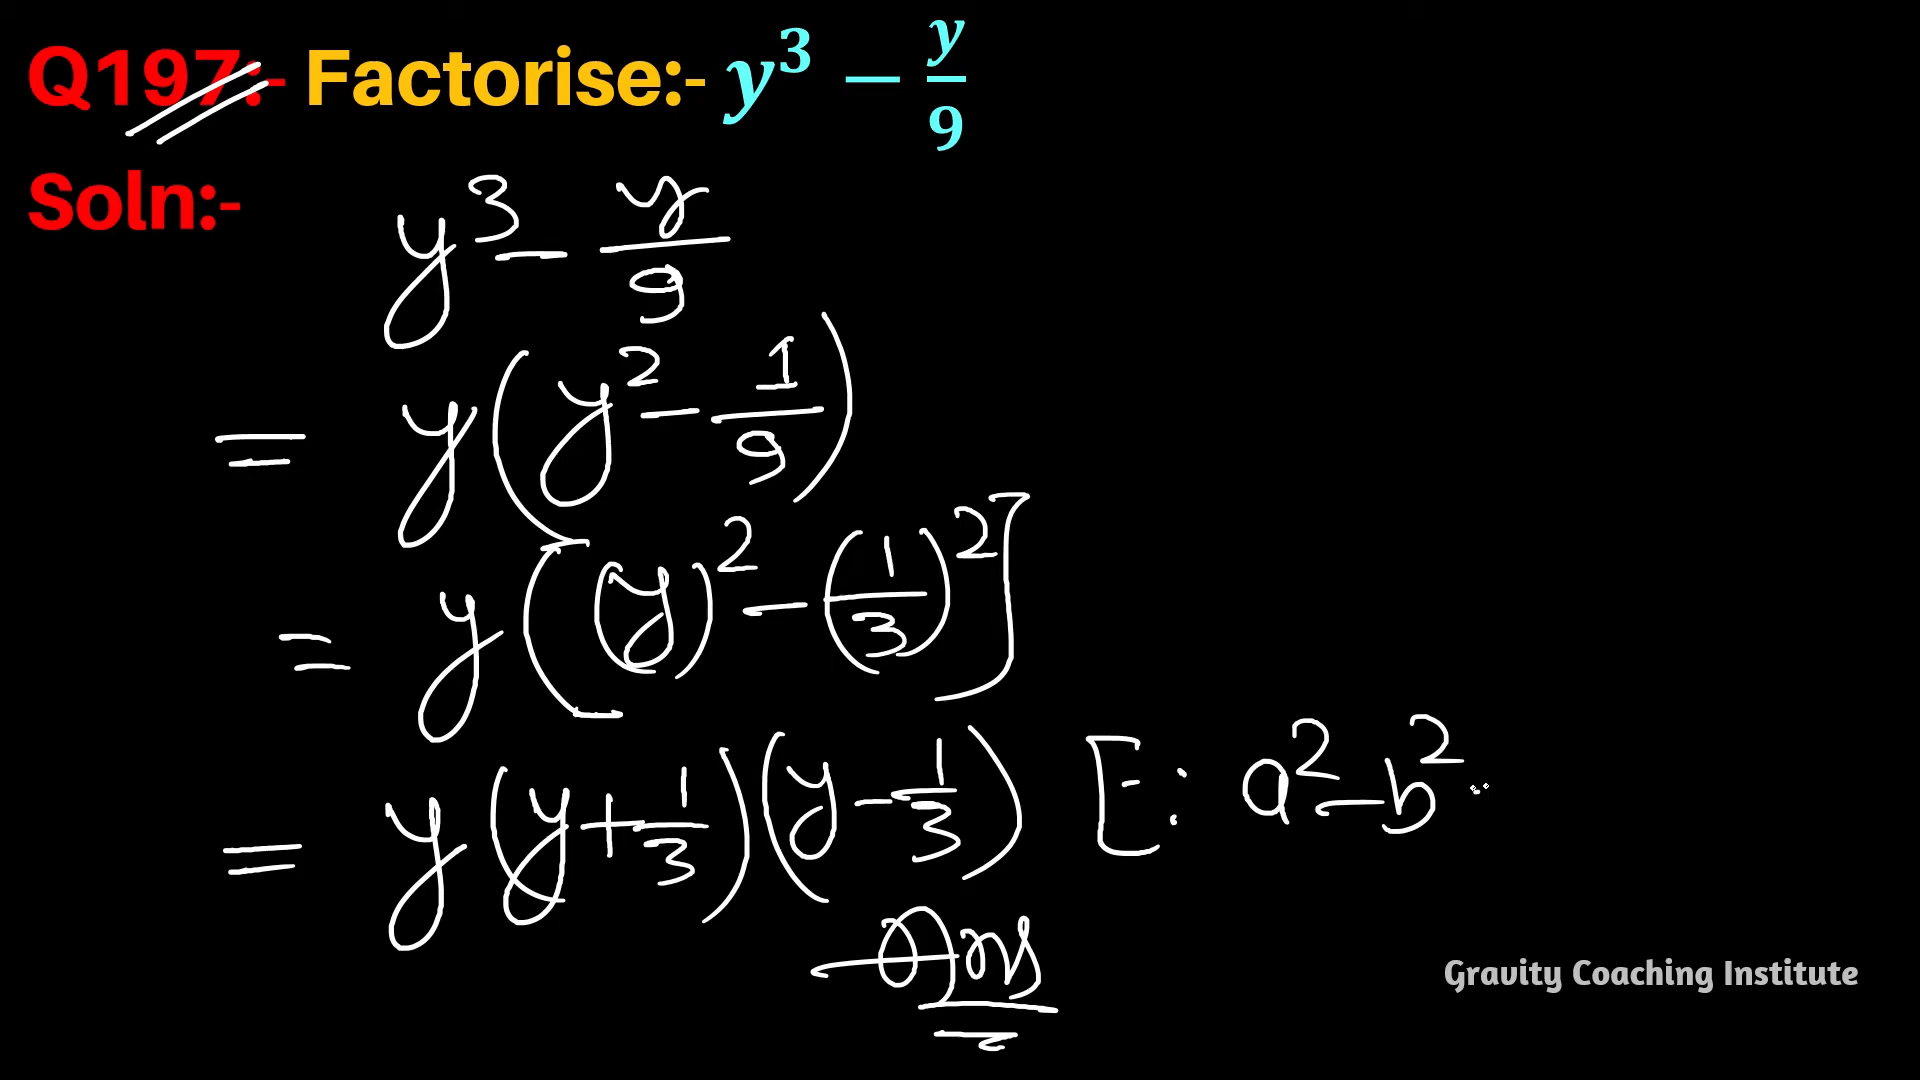 Q197:- Factorise:- y³ − y/9
Soln:-
y³ − y/9
= y(y² − 1/9)
= y[(y)² − (1/3)²]
= y(y + 1/3)(y − 1/3) [∵ a² − b²
Ans
Gravity Coaching Institute